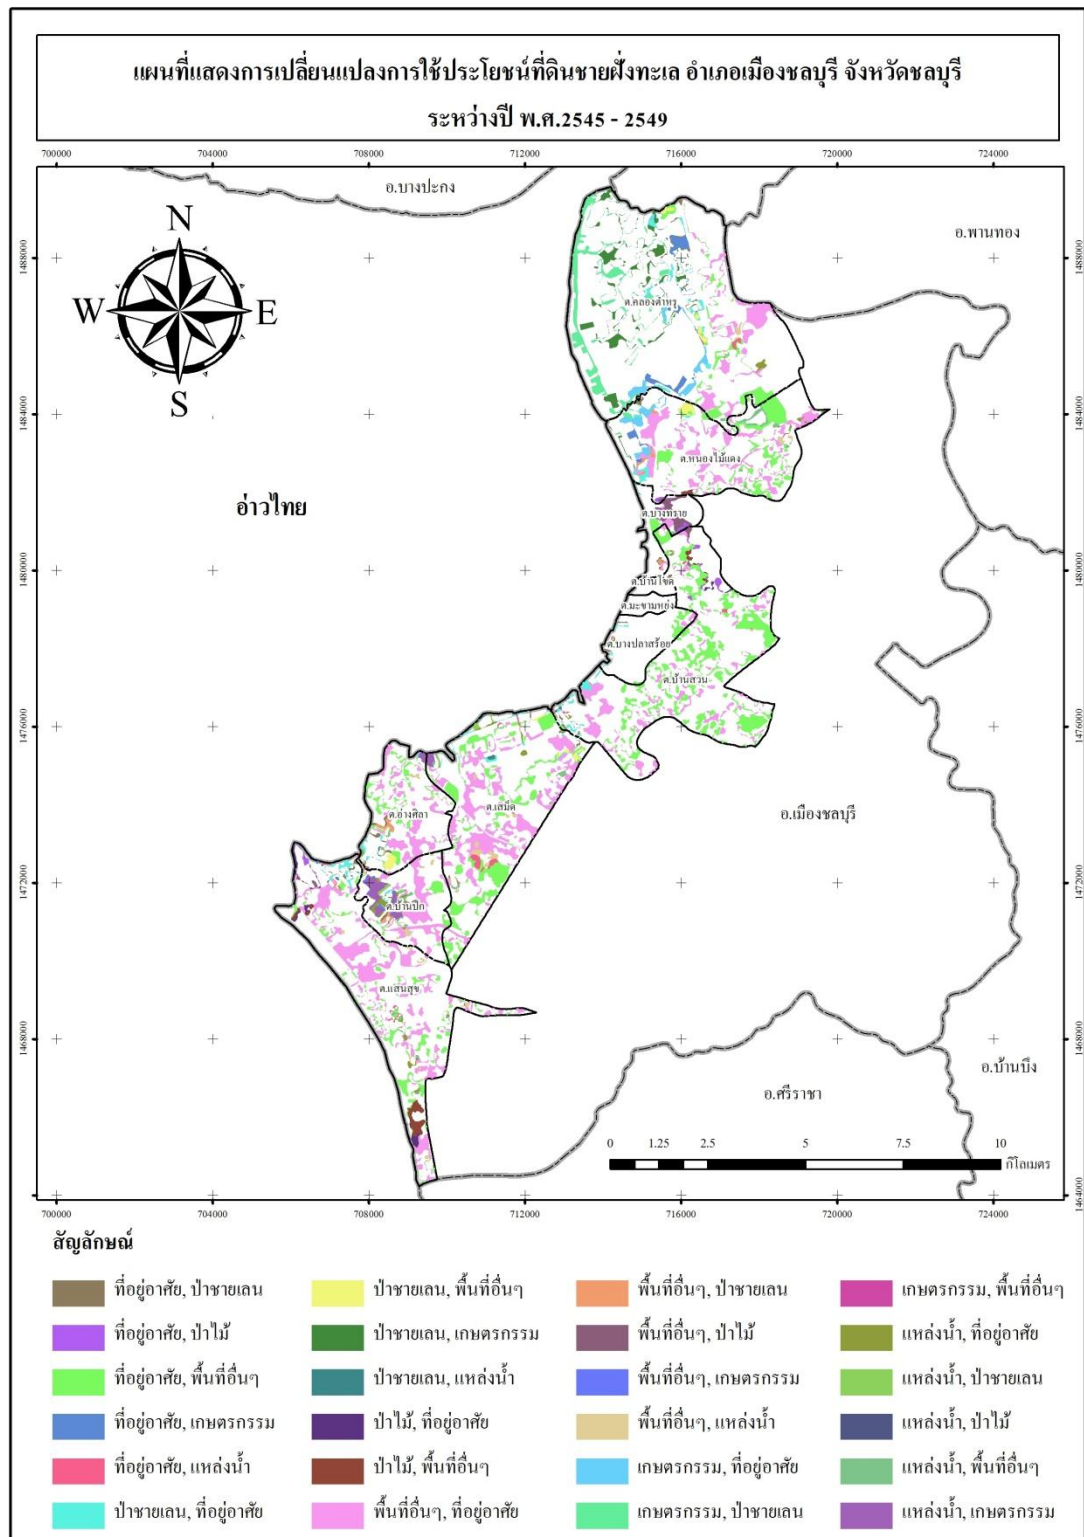 แผนที่แสดงการเปลี่ยนแปลงการใช้ประโยชน์ที่ดินชายฝั่งทะเล อำเภอเมืองชลบุรี จังหวัดชลบุรี
ระหว่างปี พ.ศ.2545 - 2549
700000 704000 708000 712000 716000 720000 724000
อ.บางปะกง
N
W E
S
อ.พานทอง
1488000 1488000
ต.คลองตำหรุ
1484000 1484000
ต.หนองไม้แดง
อ่าวไทย
ต.บางทราย
1480000 1480000
ต.บ้านโขด
ต.มะขามหย่ง
ต.บางปลาสร้อย
ต.บ้านสวน
1476000 1476000
ต.เสม็ด
ต.อ่างศิลา
อ.เมืองชลบุรี
1472000 1472000
ต.บ้านปึก
ต.แสนสุข
1468000 1468000
อ.บ้านบึง
อ.ศรีราชา
0 1.25 2.5 5 7.5 10
กิโลเมตร
1464000 1464000
700000 704000 708000 712000 716000 720000 724000
สัญลักษณ์
ที่อยู่อาศัย, ป่าชายเลน
ที่อยู่อาศัย, ป่าไม้
ที่อยู่อาศัย, พื้นที่อื่นๆ
ที่อยู่อาศัย, เกษตรกรรม
ที่อยู่อาศัย, แหล่งน้ำ
ป่าชายเลน, ที่อยู่อาศัย
ป่าชายเลน, พื้นที่อื่นๆ
ป่าชายเลน, เกษตรกรรม
ป่าชายเลน, แหล่งน้ำ
ป่าไม้, ที่อยู่อาศัย
ป่าไม้, พื้นที่อื่นๆ
พื้นที่อื่นๆ, ที่อยู่อาศัย
พื้นที่อื่นๆ, ป่าชายเลน
พื้นที่อื่นๆ, ป่าไม้
พื้นที่อื่นๆ, เกษตรกรรม
พื้นที่อื่นๆ, แหล่งน้ำ
เกษตรกรรม, ที่อยู่อาศัย
เกษตรกรรม, ป่าชายเลน
เกษตรกรรม, พื้นที่อื่นๆ
แหล่งน้ำ, ที่อยู่อาศัย
แหล่งน้ำ, ป่าชายเลน
แหล่งน้ำ, ป่าไม้
แหล่งน้ำ, พื้นที่อื่นๆ
แหล่งน้ำ, เกษตรกรรม